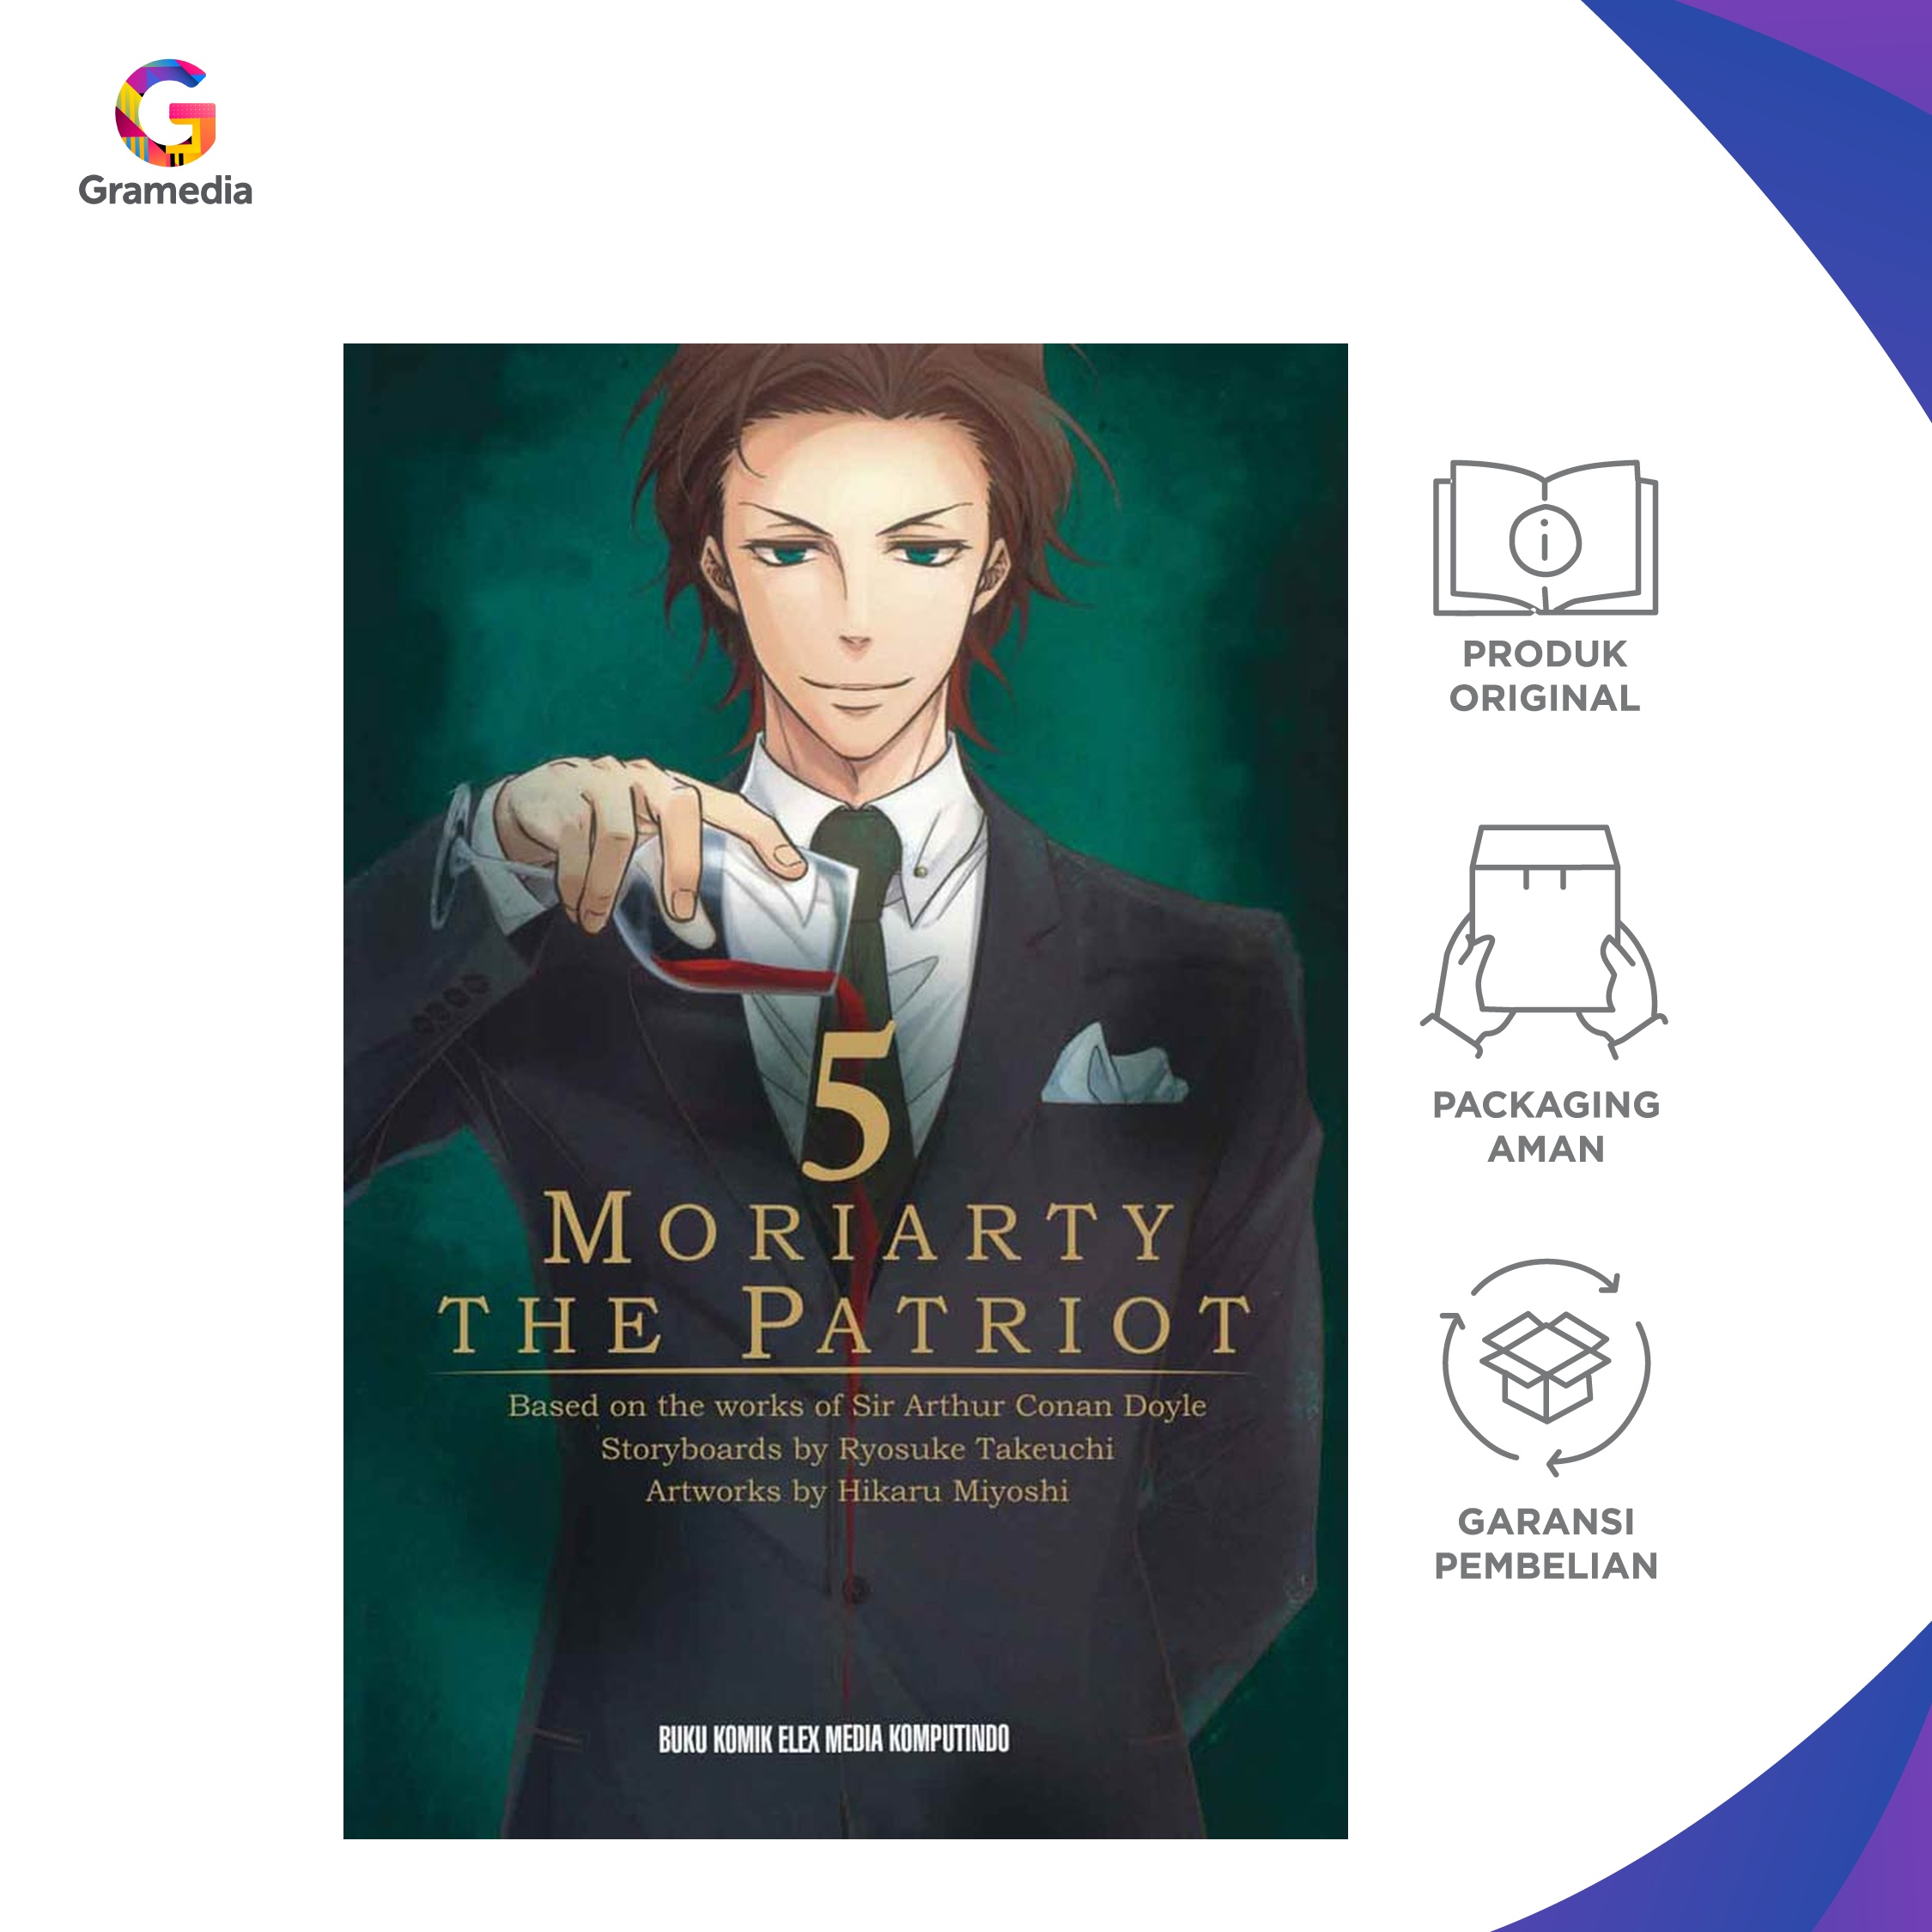 Gramedia
5
MORIARTY
THE PATRIOT
Based on the works of Sir Arthur Conan Doyle
Storyboards by Ryosuke Takeuchi
Artworks by Hikaru Miyoshi
BUKU KOMIK ELEX MEDIA KOMPUTINDO
PRODUK
ORIGINAL
PACKAGING
AMAN
GARANSI
PEMBELIAN